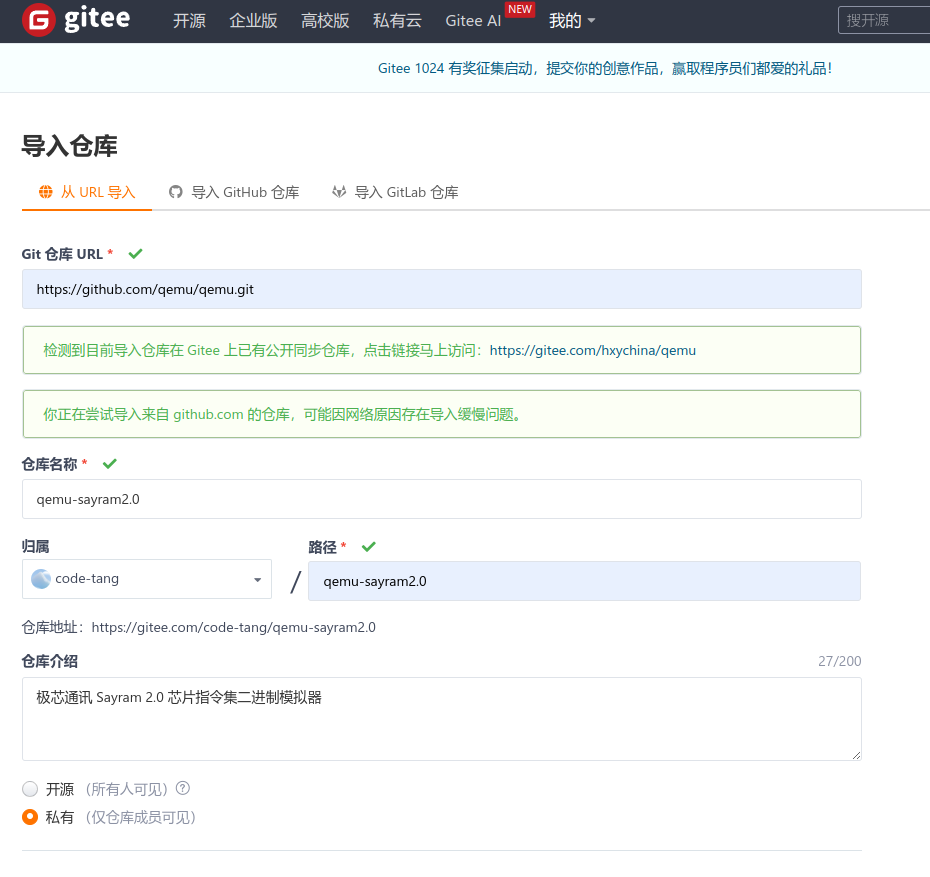 gitee 开源 企业版 高校版 私有云 Gitee AI NEW 我的 搜开源
Gitee 1024 有奖征集启动，提交你的创意作品，赢取程序员们都爱的礼品！
导入仓库
从 URL 导入 导入 GitHub 仓库 导入 GitLab 仓库
Git 仓库 URL *
https://github.com/qemu/qemu.git
检测到目前导入仓库在 Gitee 上已有公开同步仓库，点击链接马上访问：https://gitee.com/hxychina/qemu
你正在尝试导入来自 github.com 的仓库，可能因网络原因存在导入缓慢问题。
仓库名称 *
qemu-sayram2.0
归属 路径 *
code-tang / qemu-sayram2.0
仓库地址：https://gitee.com/code-tang/qemu-sayram2.0
仓库介绍 27/200
极芯通讯 Sayram 2.0 芯片指令集二进制模拟器
开源 （所有人可见） ?
私有 （仅仓库成员可见）